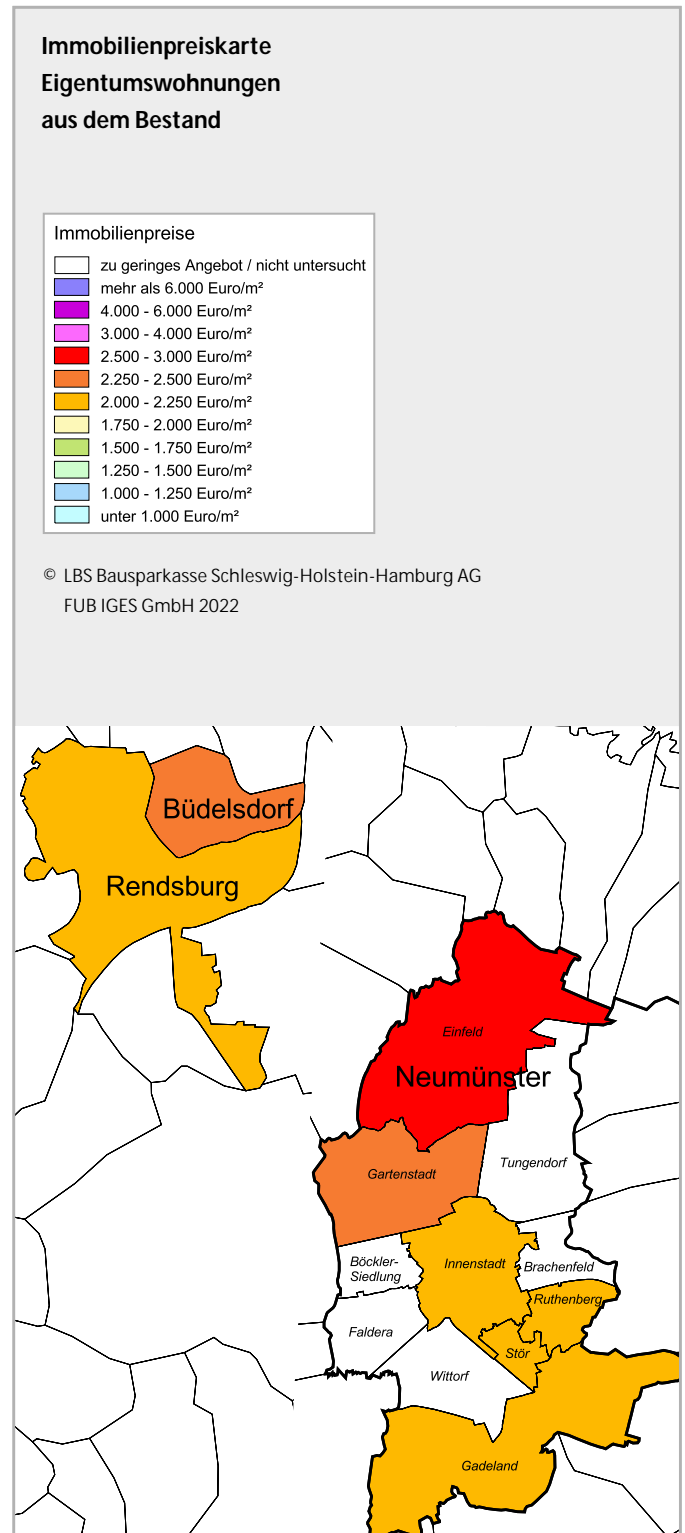 Immobilienpreiskarte
Eigentumswohnungen
aus dem Bestand
Immobilienpreise
zu geringes Angebot / nicht untersucht
mehr als 6.000 Euro/m²
4.000 - 6.000 Euro/m²
3.000 - 4.000 Euro/m²
2.500 - 3.000 Euro/m²
2.250 - 2.500 Euro/m²
2.000 - 2.250 Euro/m²
1.750 - 2.000 Euro/m²
1.500 - 1.750 Euro/m²
1.250 - 1.500 Euro/m²
1.000 - 1.250 Euro/m²
unter 1.000 Euro/m²
© LBS Bausparkasse Schleswig-Holstein-Hamburg AG
FUB IGES GmbH 2022
Büdelsdorf
Rendsburg
Einfeld
Neumünster
Tungendorf
Gartenstadt
Böckler-
Siedlung
Innenstadt
Brachenfeld
Ruthenberg
Faldera
Stör
Wittorf
Gadeland